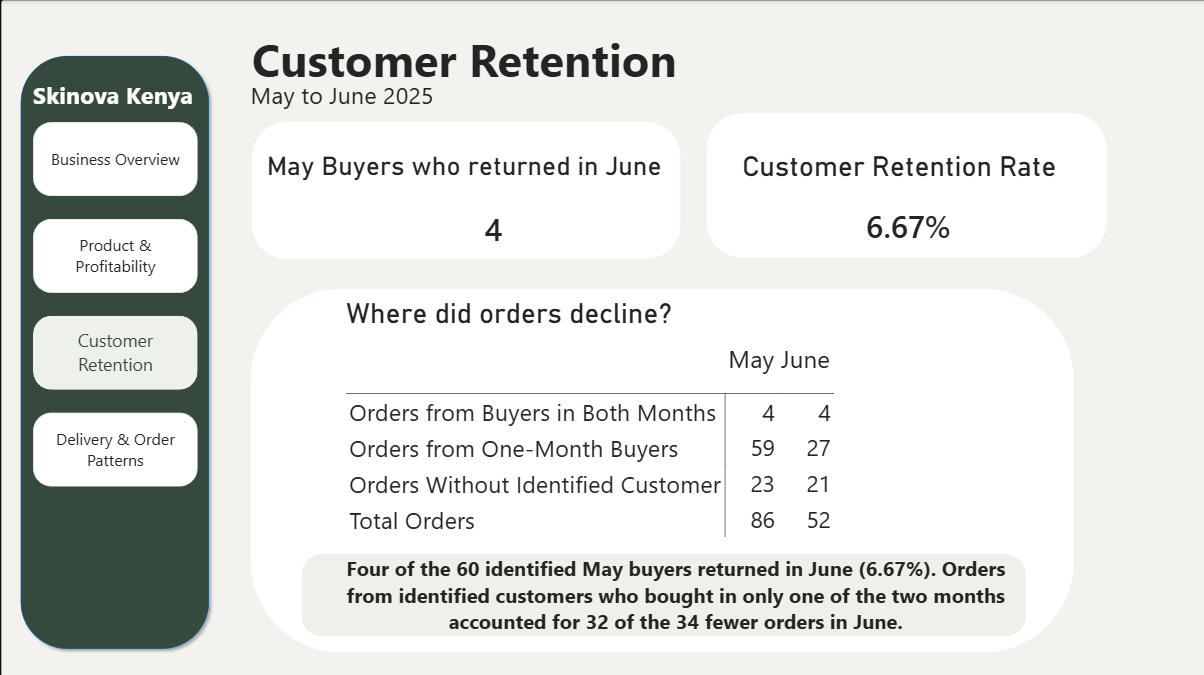 Skinova Kenya
Business Overview
Product &
Profitability
Customer
Retention
Delivery & Order
Patterns
Customer Retention
May to June 2025
May Buyers who returned in June
4
Customer Retention Rate
6.67%
Where did orders decline?
May June
Orders from Buyers in Both Months 4 4
Orders from One-Month Buyers 59 27
Orders Without Identified Customer 23 21
Total Orders 86 52
Four of the 60 identified May buyers returned in June (6.67%). Orders
from identified customers who bought in only one of the two months
accounted for 32 of the 34 fewer orders in June.